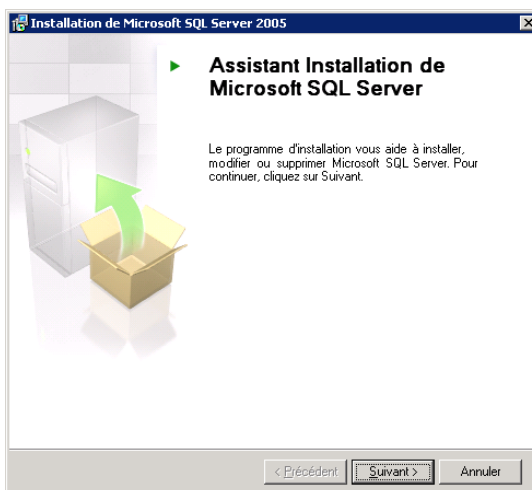 Installation de Microsoft SQL Server 2005
Assistant Installation de
Microsoft SQL Server
Le programme d'installation vous aide à installer,
modifier ou supprimer Microsoft SQL Server. Pour
continuer, cliquez sur Suivant.
< Précédent
Suivant >
Annuler